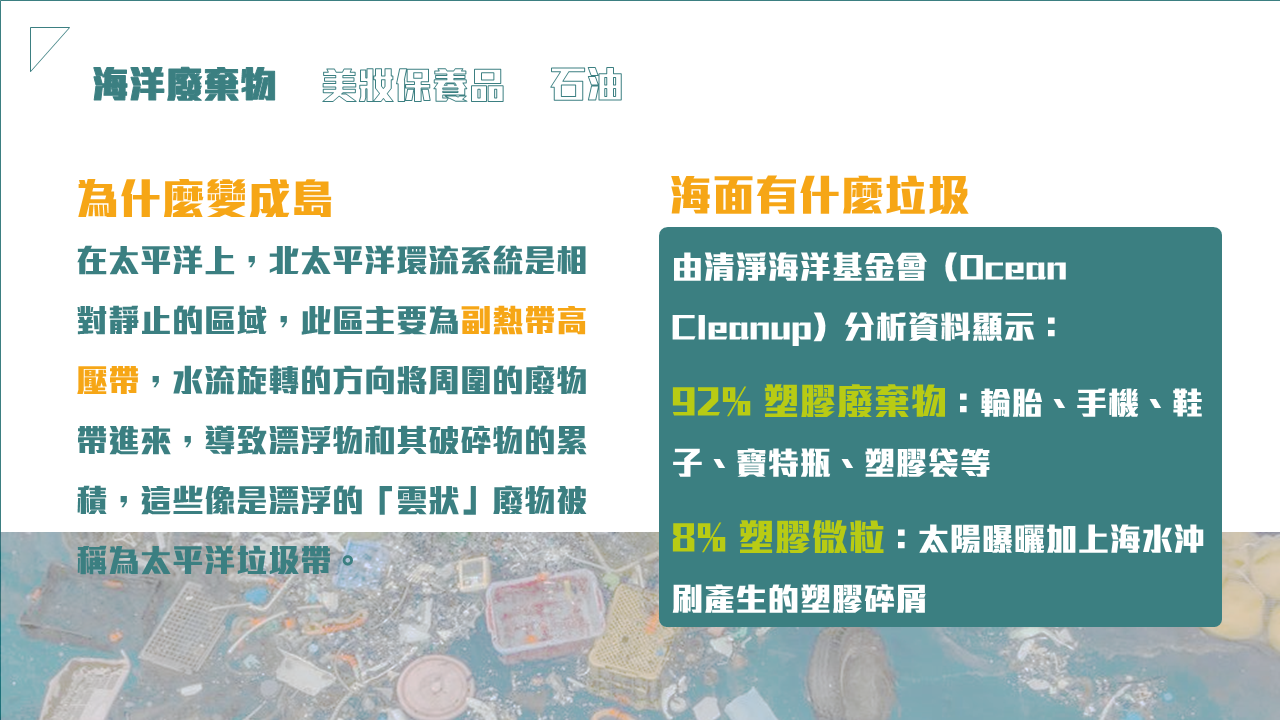 海洋廢棄物 美妝保養品 石油
為什麼變成島
在太平洋上，北太平洋環流系統是相
對靜止的區域，此區主要為副熱帶高
壓帶，水流旋轉的方向將周圍的廢物
帶進來，導致漂浮物和其破碎物的累
積，這些像是漂浮的「雲狀」廢物被
稱為太平洋垃圾帶。
海面有什麼垃圾
由清淨海洋基金會（Ocean
Cleanup）分析資料顯示：
92% 塑膠廢棄物：輪胎、手機、鞋
子、寶特瓶、塑膠袋等
8% 塑膠微粒：太陽曝曬加上海水沖
刷產生的塑膠碎屑